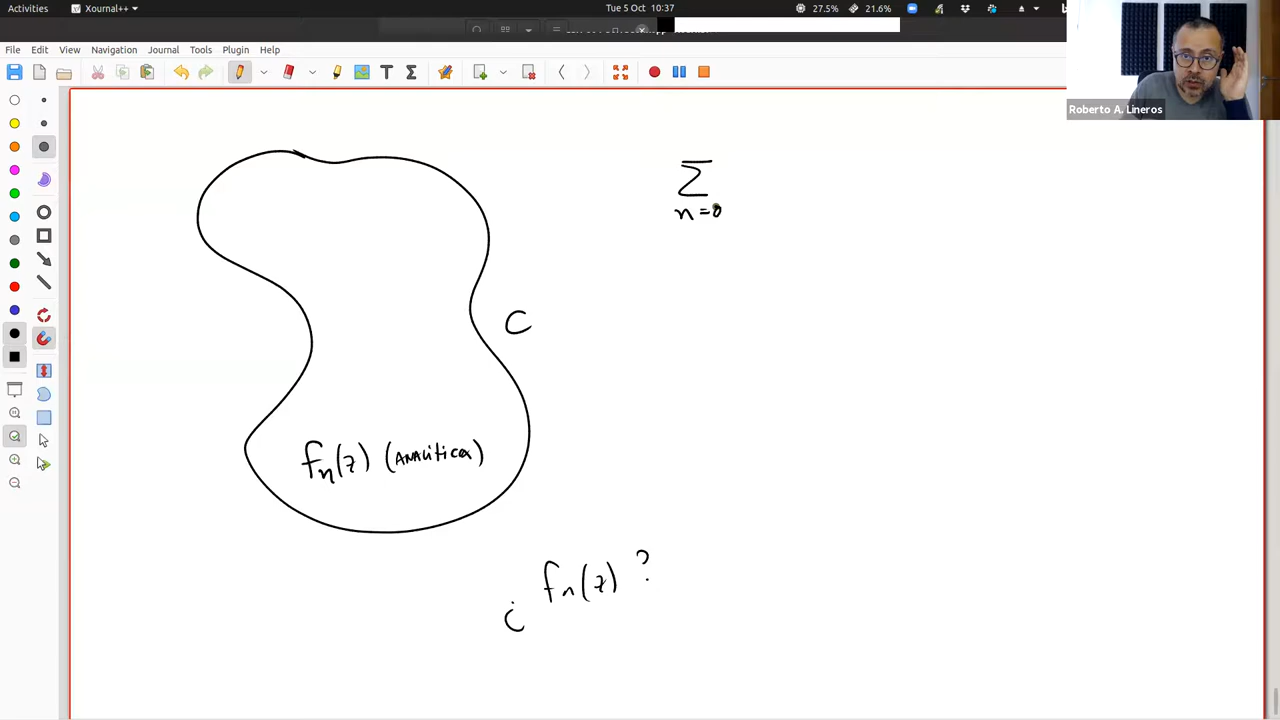 Activities
Xournal++
Tue 5 Oct 10:37
27.5%
21.6%
File Edit View Navigation Journal Tools Plugin Help
Roberto A. Lineros
∑
n=0
C
fn(z) (ANALítica)
¿ fn(z) ?